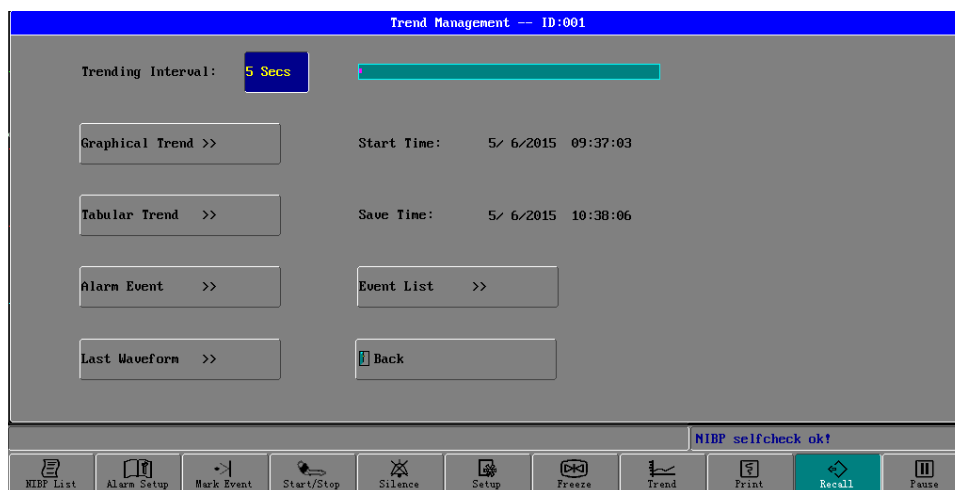 Trend Management -- ID:001
Trending Interval: 5 Secs
Graphical Trend >> Start Time: 5/ 6/2015 09:37:03
Tabular Trend >> Save Time: 5/ 6/2015 10:38:06
Alarm Event >> Event List >>
Last Waveform >> Back
NIBP selfcheck ok!
NIBP List Alarm Setup Mark Event Start/Stop Silence Setup Freeze Trend Print Recall Pause